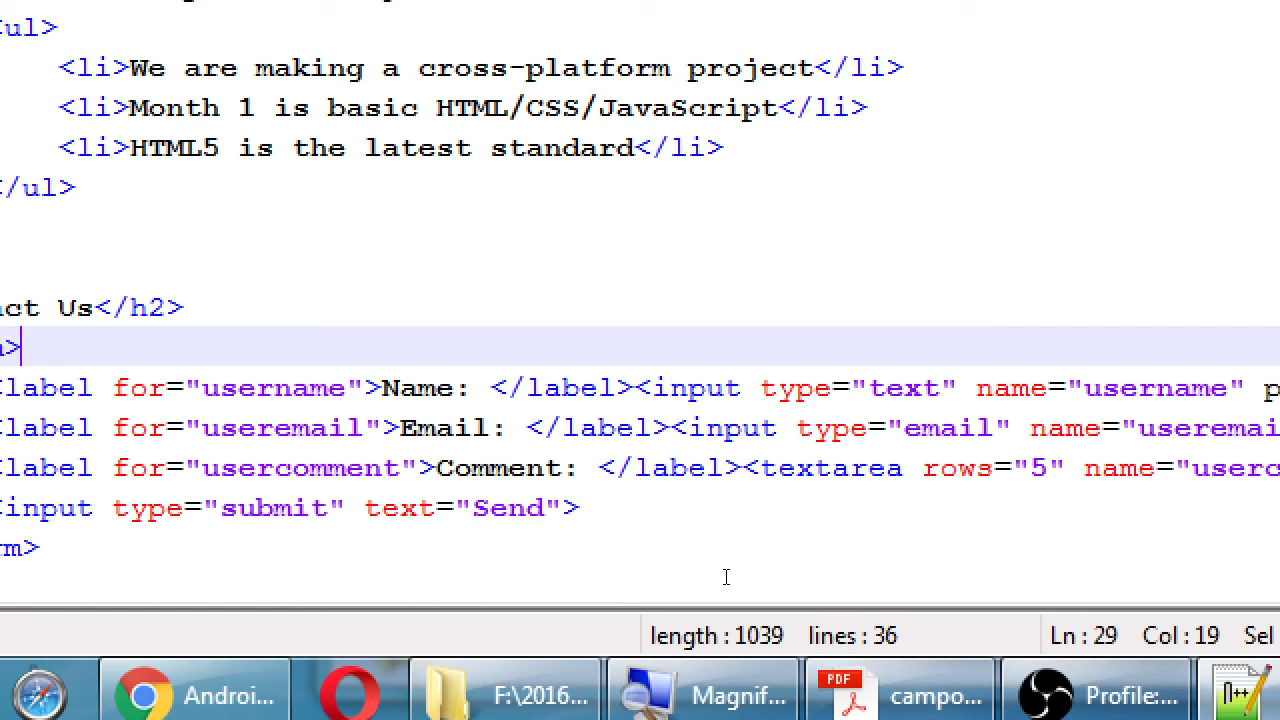 ul>
<li>We are making a cross-platform project</li>
<li>Month 1 is basic HTML/CSS/JavaScript</li>
<li>HTML5 is the latest standard</li>
</ul>
act Us</h2>
>
<label for="username">Name: </label><input type="text" name="username" p
<label for="useremail">Email: </label><input type="email" name="useremai
<label for="usercomment">Comment: </label><textarea rows="5" name="userc
<input type="submit" text="Send">
rm>
length : 1039 lines : 36 Ln : 29 Col : 19 Sel
Androi... F:\2016... Magnif... PDF campo... Profile:... N++